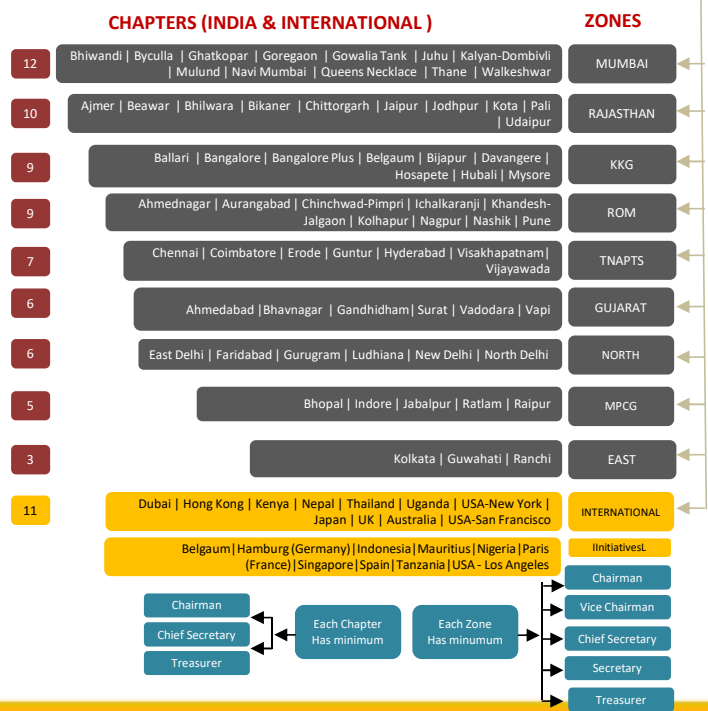 CHAPTERS (INDIA & INTERNATIONAL )
ZONES
12
Bhiwandi | Byculla | Ghatkopar | Goregaon | Gowalia Tank | Juhu | Kalyan-Dombivli
| Mulund | Navi Mumbai | Queens Necklace | Thane | Walkeshwar
MUMBAI
10
Ajmer | Beawar | Bhilwara | Bikaner | Chittorgarh | Jaipur | Jodhpur | Kota | Pali
| Udaipur
RAJASTHAN
9
Ballari | Bangalore | Bangalore Plus | Belgaum | Bijapur | Davangere |
Hosapete | Hubali | Mysore
KKG
9
Ahmednagar | Aurangabad | Chinchwad-Pimpri | Ichalkaranji | Khandesh-
Jalgaon | Kolhapur | Nagpur | Nashik | Pune
ROM
7
Chennai | Coimbatore | Erode | Guntur | Hyderabad | Visakhapatnam|
Vijayawada
TNAPTS
6
Ahmedabad |Bhavnagar | Gandhidham| Surat | Vadodara | Vapi
GUJARAT
6
East Delhi | Faridabad | Gurugram | Ludhiana | New Delhi | North Delhi
NORTH
5
Bhopal | Indore | Jabalpur | Ratlam | Raipur
MPCG
3
Kolkata | Guwahati | Ranchi
EAST
11
Dubai | Hong Kong | Kenya | Nepal | Thailand | Uganda | USA-New York |
Japan | UK | Australia | USA-San Francisco
INTERNATIONAL
Belgaum|Hamburg (Germany)|Indonesia|Mauritius|Nigeria|Paris
(France)|Singapore|Spain|Tanzania|USA - Los Angeles
IInitiativesL
Chairman
Chief Secretary
Treasurer
Each Chapter
Has minimum
Each Zone
Has minumum
Chairman
Vice Chairman
Chief Secretary
Secretary
Treasurer